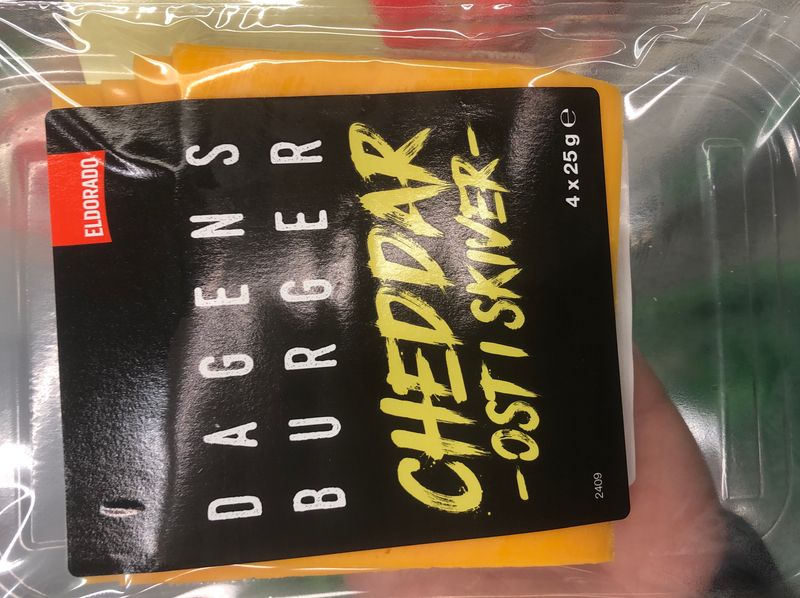 ELDORADO
DAGENS
BURGER
CHEDDAR
-OST I SKIVER-
4 x 25 g ℮
2409